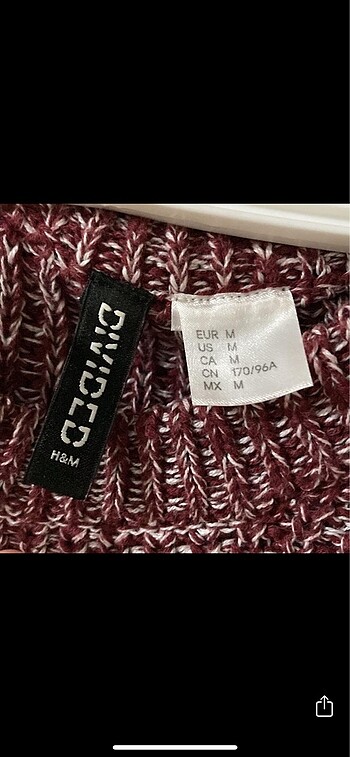 DIVIDED
H&M
EUR M
US M
CA M
CN 170/96A
MX M